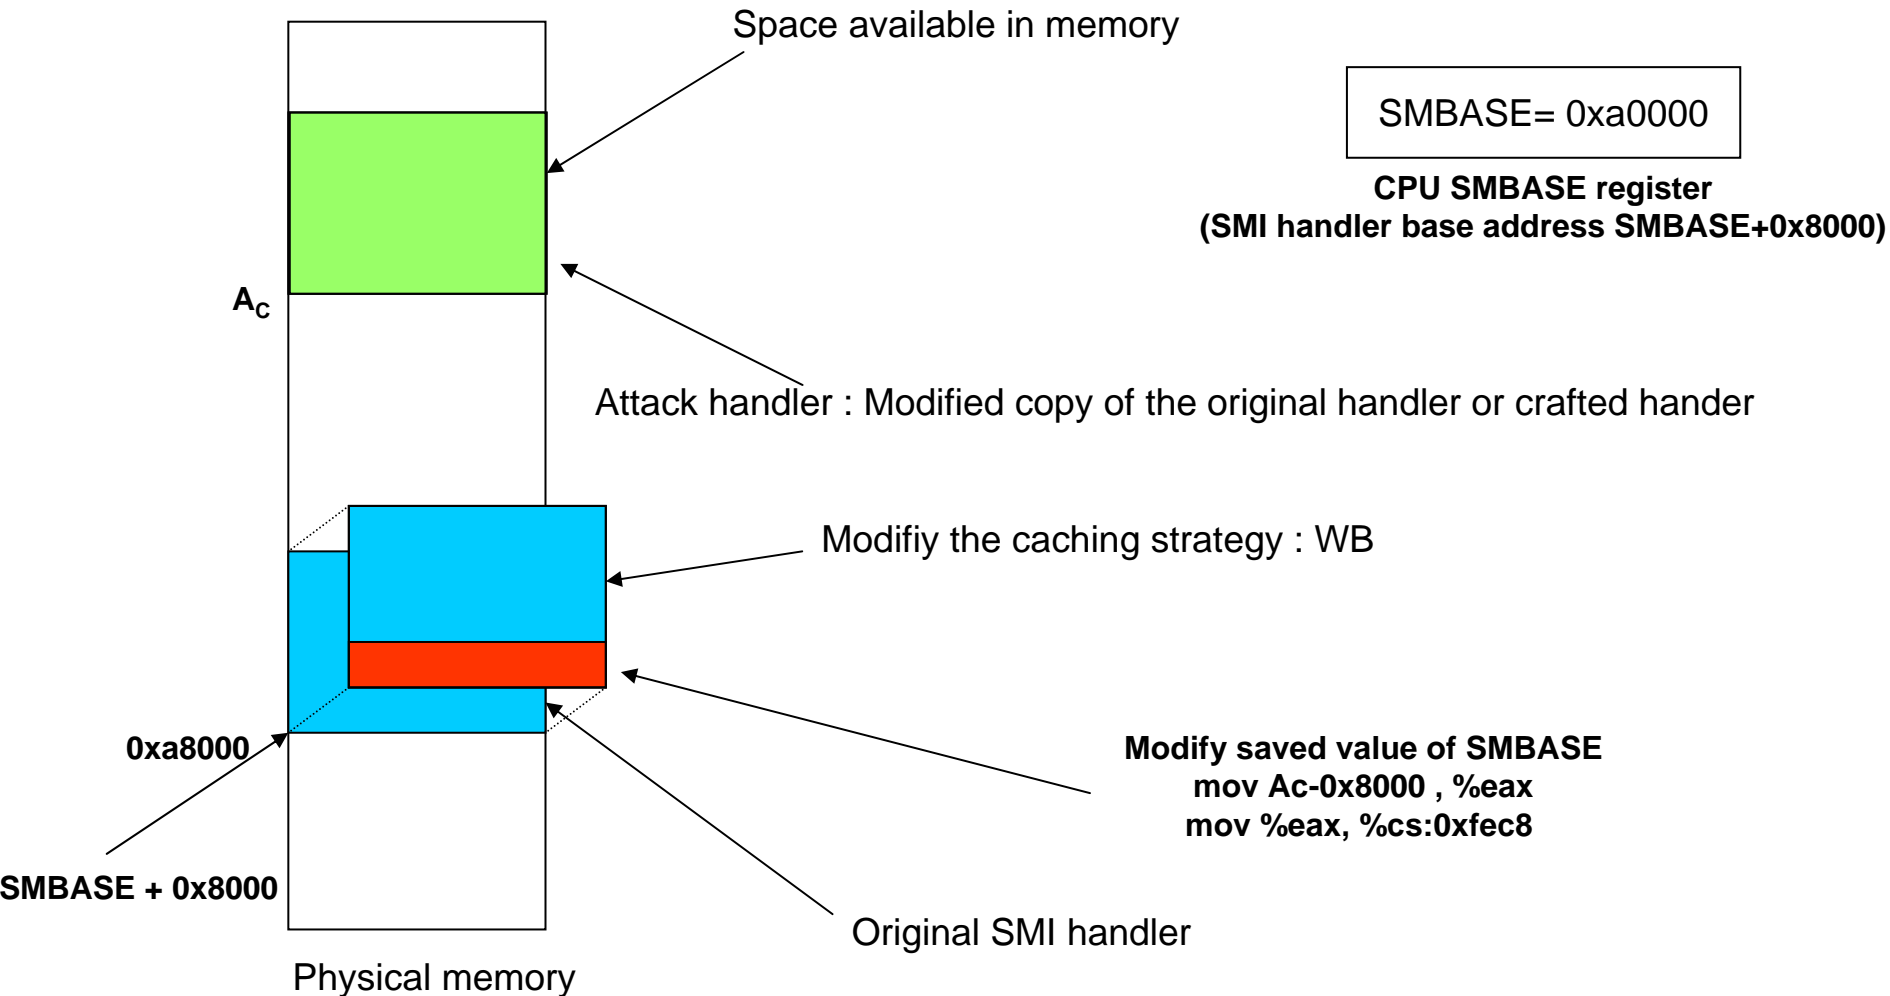 Space available in memory
SMBASE= 0xa0000
CPU SMBASE register
(SMI handler base address SMBASE+0x8000)
A_C
Attack handler : Modified copy of the original handler or crafted hander
Modifiy the caching strategy : WB
0xa8000
Modify saved value of SMBASE
mov Ac-0x8000 , %eax
mov %eax, %cs:0xfec8
SMBASE + 0x8000
Original SMI handler
Physical memory